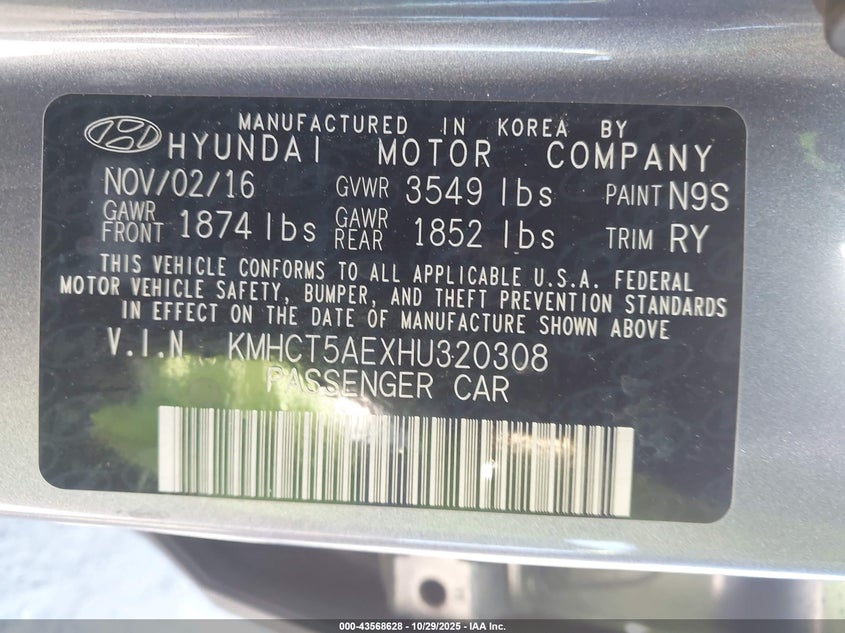 MANUFACTURED IN KOREA BY
HYUNDAI MOTOR COMPANY
NOV/02/16 GVWR 3549 lbs PAINT N9S
GAWR FRONT 1874 lbs GAWR REAR 1852 lbs TRIM RY
THIS VEHICLE CONFORMS TO ALL APPLICABLE U.S.A. FEDERAL
MOTOR VEHICLE SAFETY, BUMPER, AND THEFT PREVENTION STANDARDS
IN EFFECT ON THE DATE OF MANUFACTURE SHOWN ABOVE
V.I.N KMHCT5AEXHU320308
PASSENGER CAR
000-43568628 - 10/29/2025 - IAA Inc.